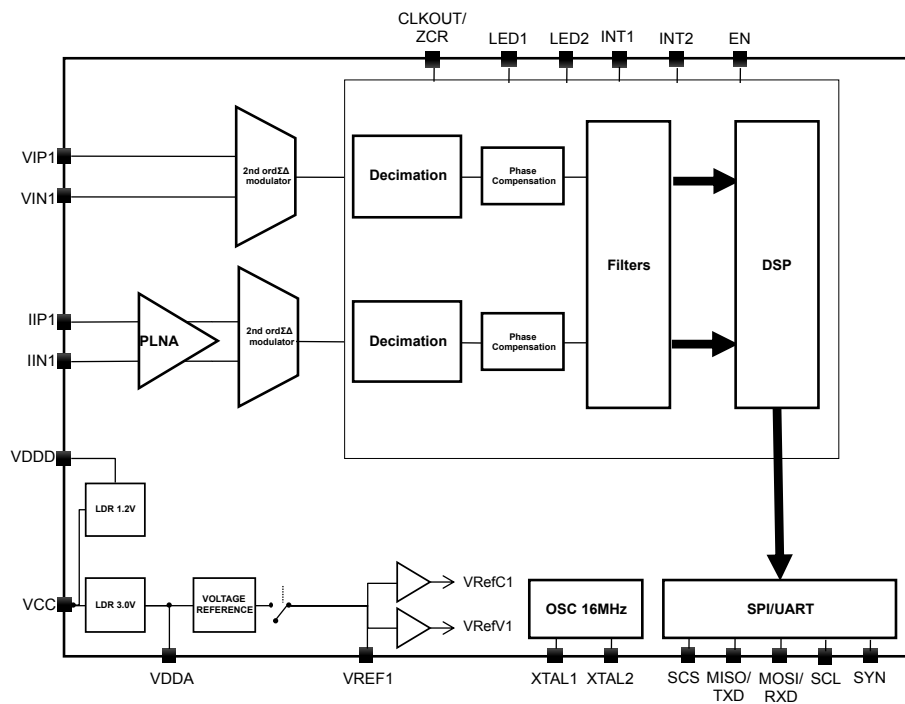 CLKOUT/
ZCR
LED1
LED2
INT1
INT2
EN
VIP1
VIN1
2nd ordΣΔ
modulator
Decimation
Phase
Compensation
Filters
DSP
IIP1
IIN1
PLNA
2nd ordΣΔ
modulator
Decimation
Phase
Compensation
VDDD
LDR 1.2V
VCC
LDR 3.0V
VOLTAGE
REFERENCE
VRefC1
VRefV1
OSC 16MHz
SPI/UART
VDDA
VREF1
XTAL1
XTAL2
SCS
MISO/
TXD
MOSI/
RXD
SCL
SYN